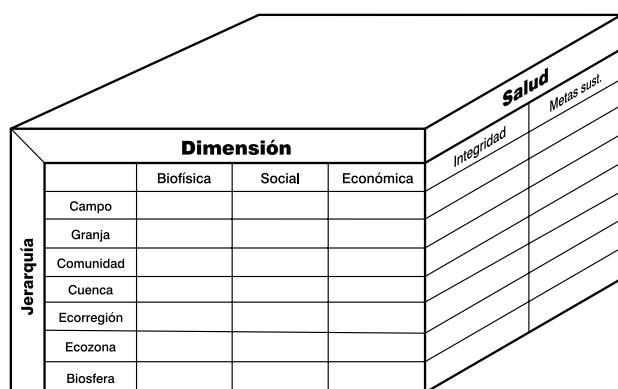 Salud
Metas sust.
Integridad
Dimensión
Biofísica Social Económica
Jerarquía
Campo
Granja
Comunidad
Cuenca
Ecorregión
Ecozona
Biosfera